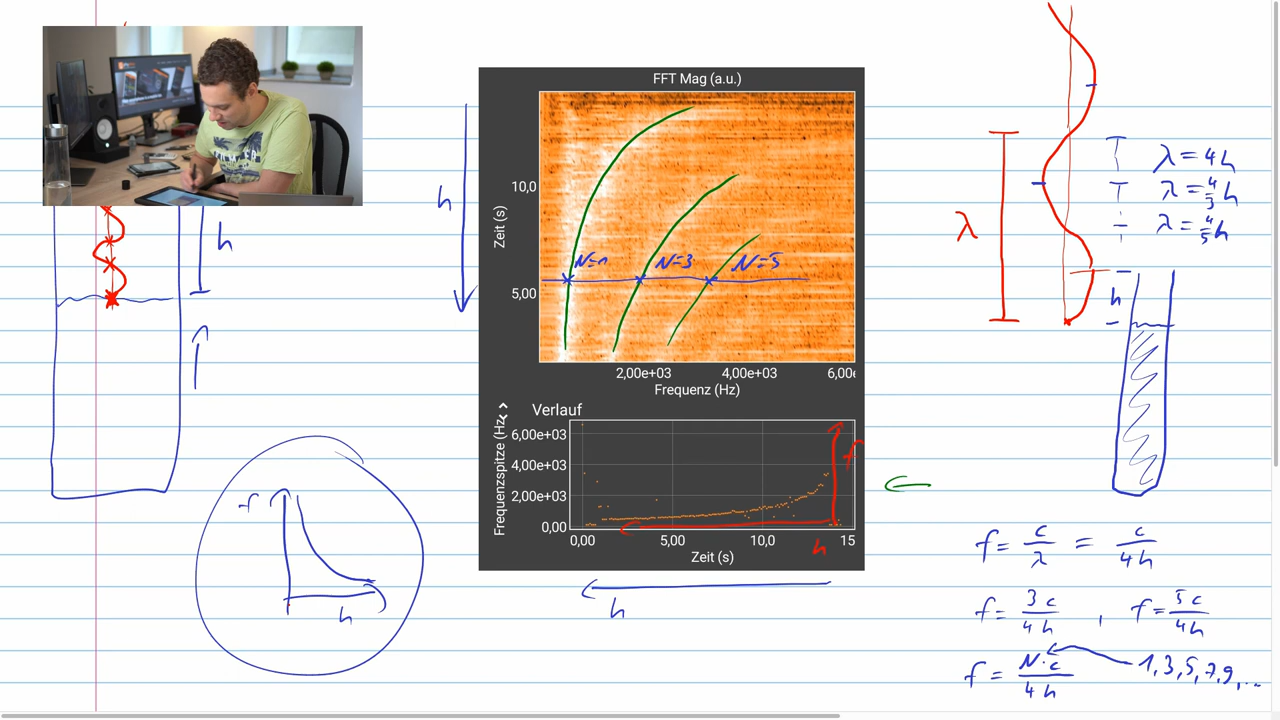 FFT Mag (a.u.)
10,0
5,00
Zeit (s)
N=1
N=3
N=5
2,00e+03
4,00e+03
6,00e
Frequenz (Hz)
Verlauf
6,00e+03
4,00e+03
2,00e+03
0,00
Frequenzspitze (Hz
0,00
5,00
10,0
15
Zeit (s)
f
h
h
h
h
f
h
λ
λ = 4h
λ = 4/3 h
λ = 4/5 h
h
f = c/λ = c/4h
f = 3c/4h , f = 5c/4h
f = N·c/4h
1,3,5,7,9,...